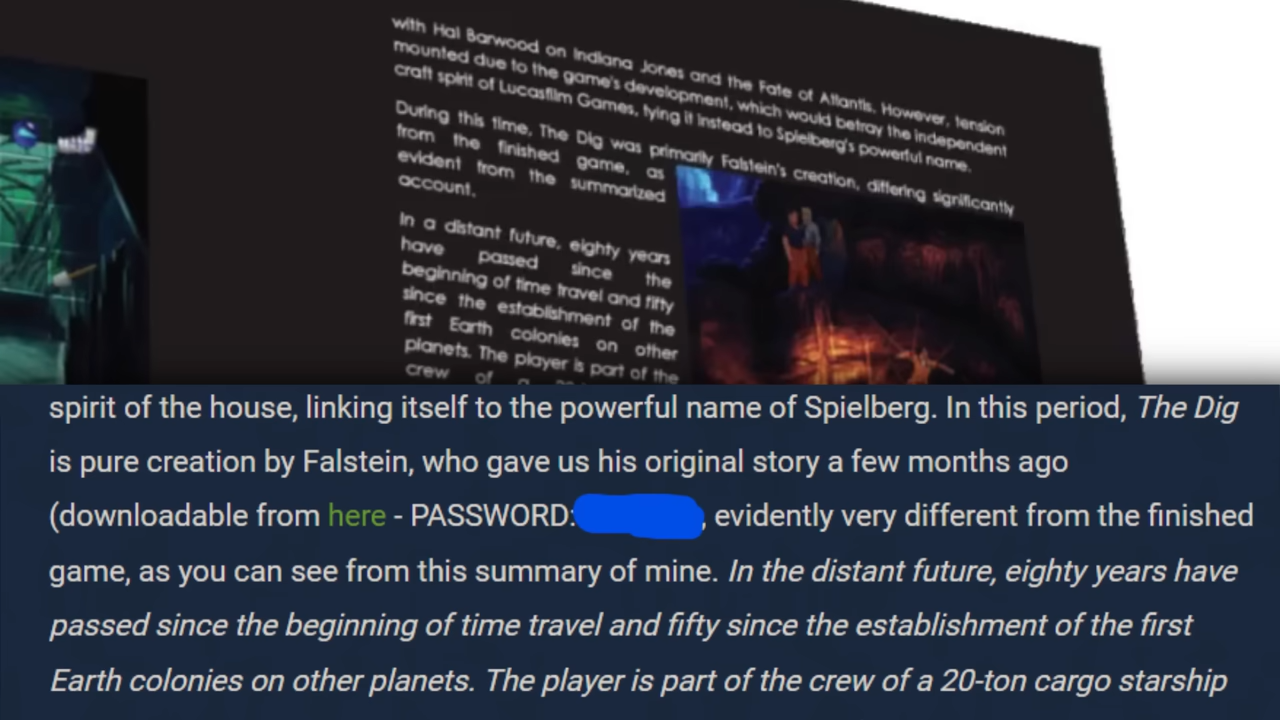 with Hal Barwood on Indiana Jones and the Fate of Atlantis. However, tension
mounted due to the game's development, which would betray the independent
craft spirit of Lucasfilm Games, tying it instead to Spielberg's powerful name.
During this time, The Dig was primarily Falstein's creation, differing significantly
from the finished game, as
evident from the summarized
account.
In a distant future, eighty years
have passed since the
beginning of time travel and fifty
since the establishment of the
first Earth colonies on other
planets. The player is part of the
crew of a
spirit of the house, linking itself to the powerful name of Spielberg. In this period, The Dig
is pure creation by Falstein, who gave us his original story a few months ago
(downloadable from here - PASSWORD: , evidently very different from the finished
game, as you can see from this summary of mine. In the distant future, eighty years have
passed since the beginning of time travel and fifty since the establishment of the first
Earth colonies on other planets. The player is part of the crew of a 20-ton cargo starship